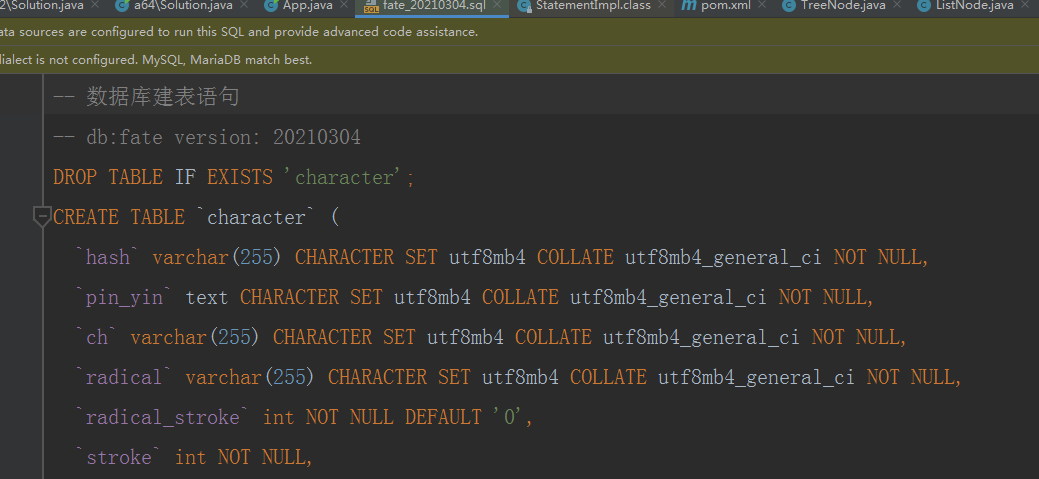 2\Solution.java a64\Solution.java App.java fate_20210304.sql StatementImpl.class pom.xml TreeNode.java ListNode.java
ata sources are configured to run this SQL and provide advanced code assistance.
dialect is not configured. MySQL, MariaDB match best.
-- 数据库建表语句
-- db:fate version: 20210304
DROP TABLE IF EXISTS 'character';
CREATE TABLE `character` (
`hash` varchar(255) CHARACTER SET utf8mb4 COLLATE utf8mb4_general_ci NOT NULL,
`pin_yin` text CHARACTER SET utf8mb4 COLLATE utf8mb4_general_ci NOT NULL,
`ch` varchar(255) CHARACTER SET utf8mb4 COLLATE utf8mb4_general_ci NOT NULL,
`radical` varchar(255) CHARACTER SET utf8mb4 COLLATE utf8mb4_general_ci NOT NULL,
`radical_stroke` int NOT NULL DEFAULT '0',
`stroke` int NOT NULL,